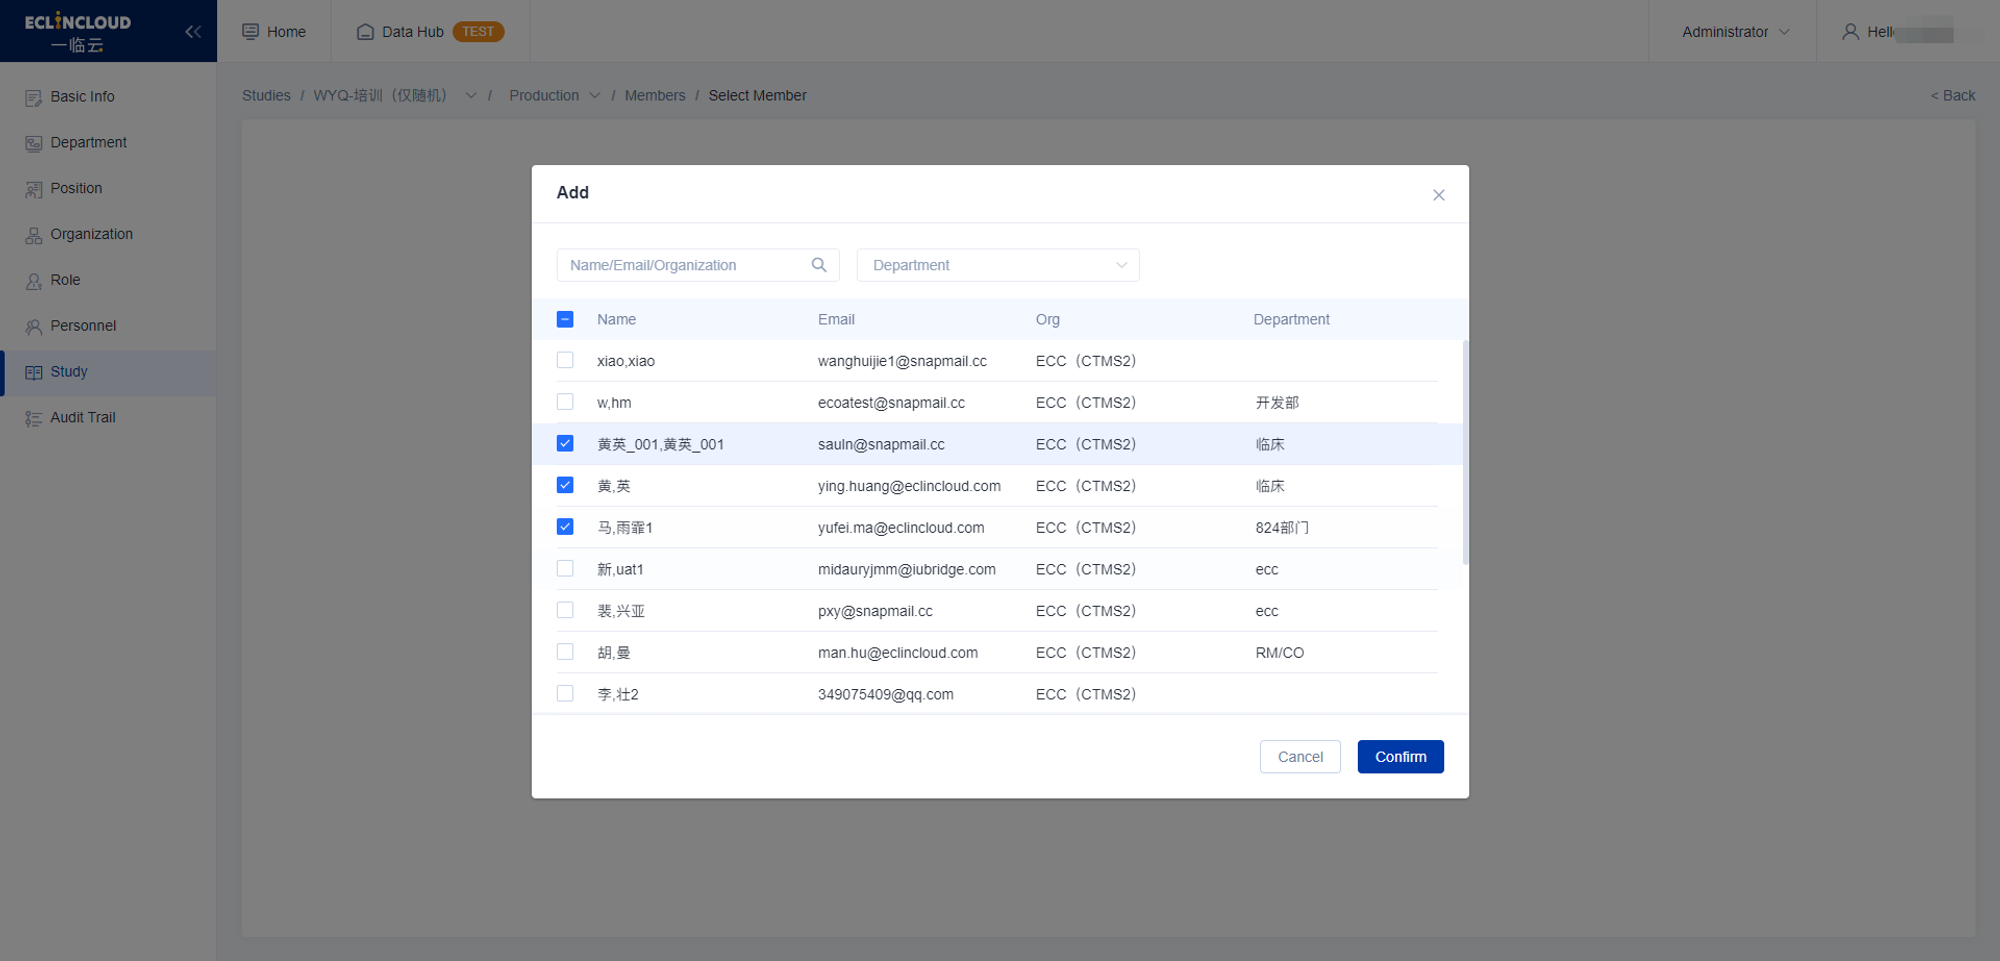 ECLINCLOUD
一临云
Home
Data Hub TEST
Administrator
Hell
Basic Info
Department
Position
Organization
Role
Personnel
Study
Audit Trail
Studies / WYQ-培训（仅随机） / Production / Members / Select Member
< Back
Add
Name/Email/Organization
Department
Name Email Org Department
xiao,xiao wanghuijie1@snapmail.cc ECC（CTMS2）
w,hm ecoatest@snapmail.cc ECC（CTMS2） 开发部
黄英_001,黄英_001 sauln@snapmail.cc ECC（CTMS2） 临床
黄,英 ying.huang@eclincloud.com ECC（CTMS2） 临床
马,雨霏1 yufei.ma@eclincloud.com ECC（CTMS2） 824部门
新,uat1 midauryjmm@iubridge.com ECC（CTMS2） ecc
裴,兴亚 pxy@snapmail.cc ECC（CTMS2） ecc
胡,曼 man.hu@eclincloud.com ECC（CTMS2） RM/CO
李,壮2 349075409@qq.com ECC（CTMS2）
Cancel
Confirm